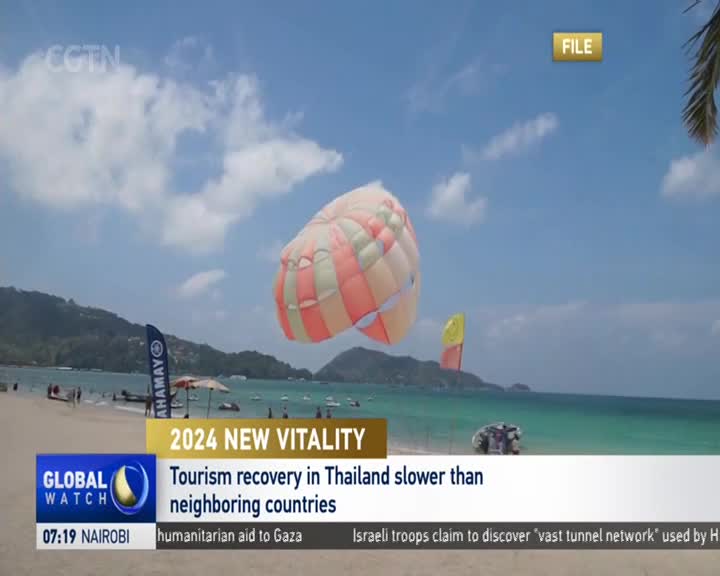 CGTN
FILE
YAMAHA
2024 NEW VITALITY
Tourism recovery in Thailand slower than
neighboring countries
GLOBAL
WATCH
07:19 NAIROBI
humanitarian aid to Gaza Israeli troops claim to discover "vast tunnel network" used by H